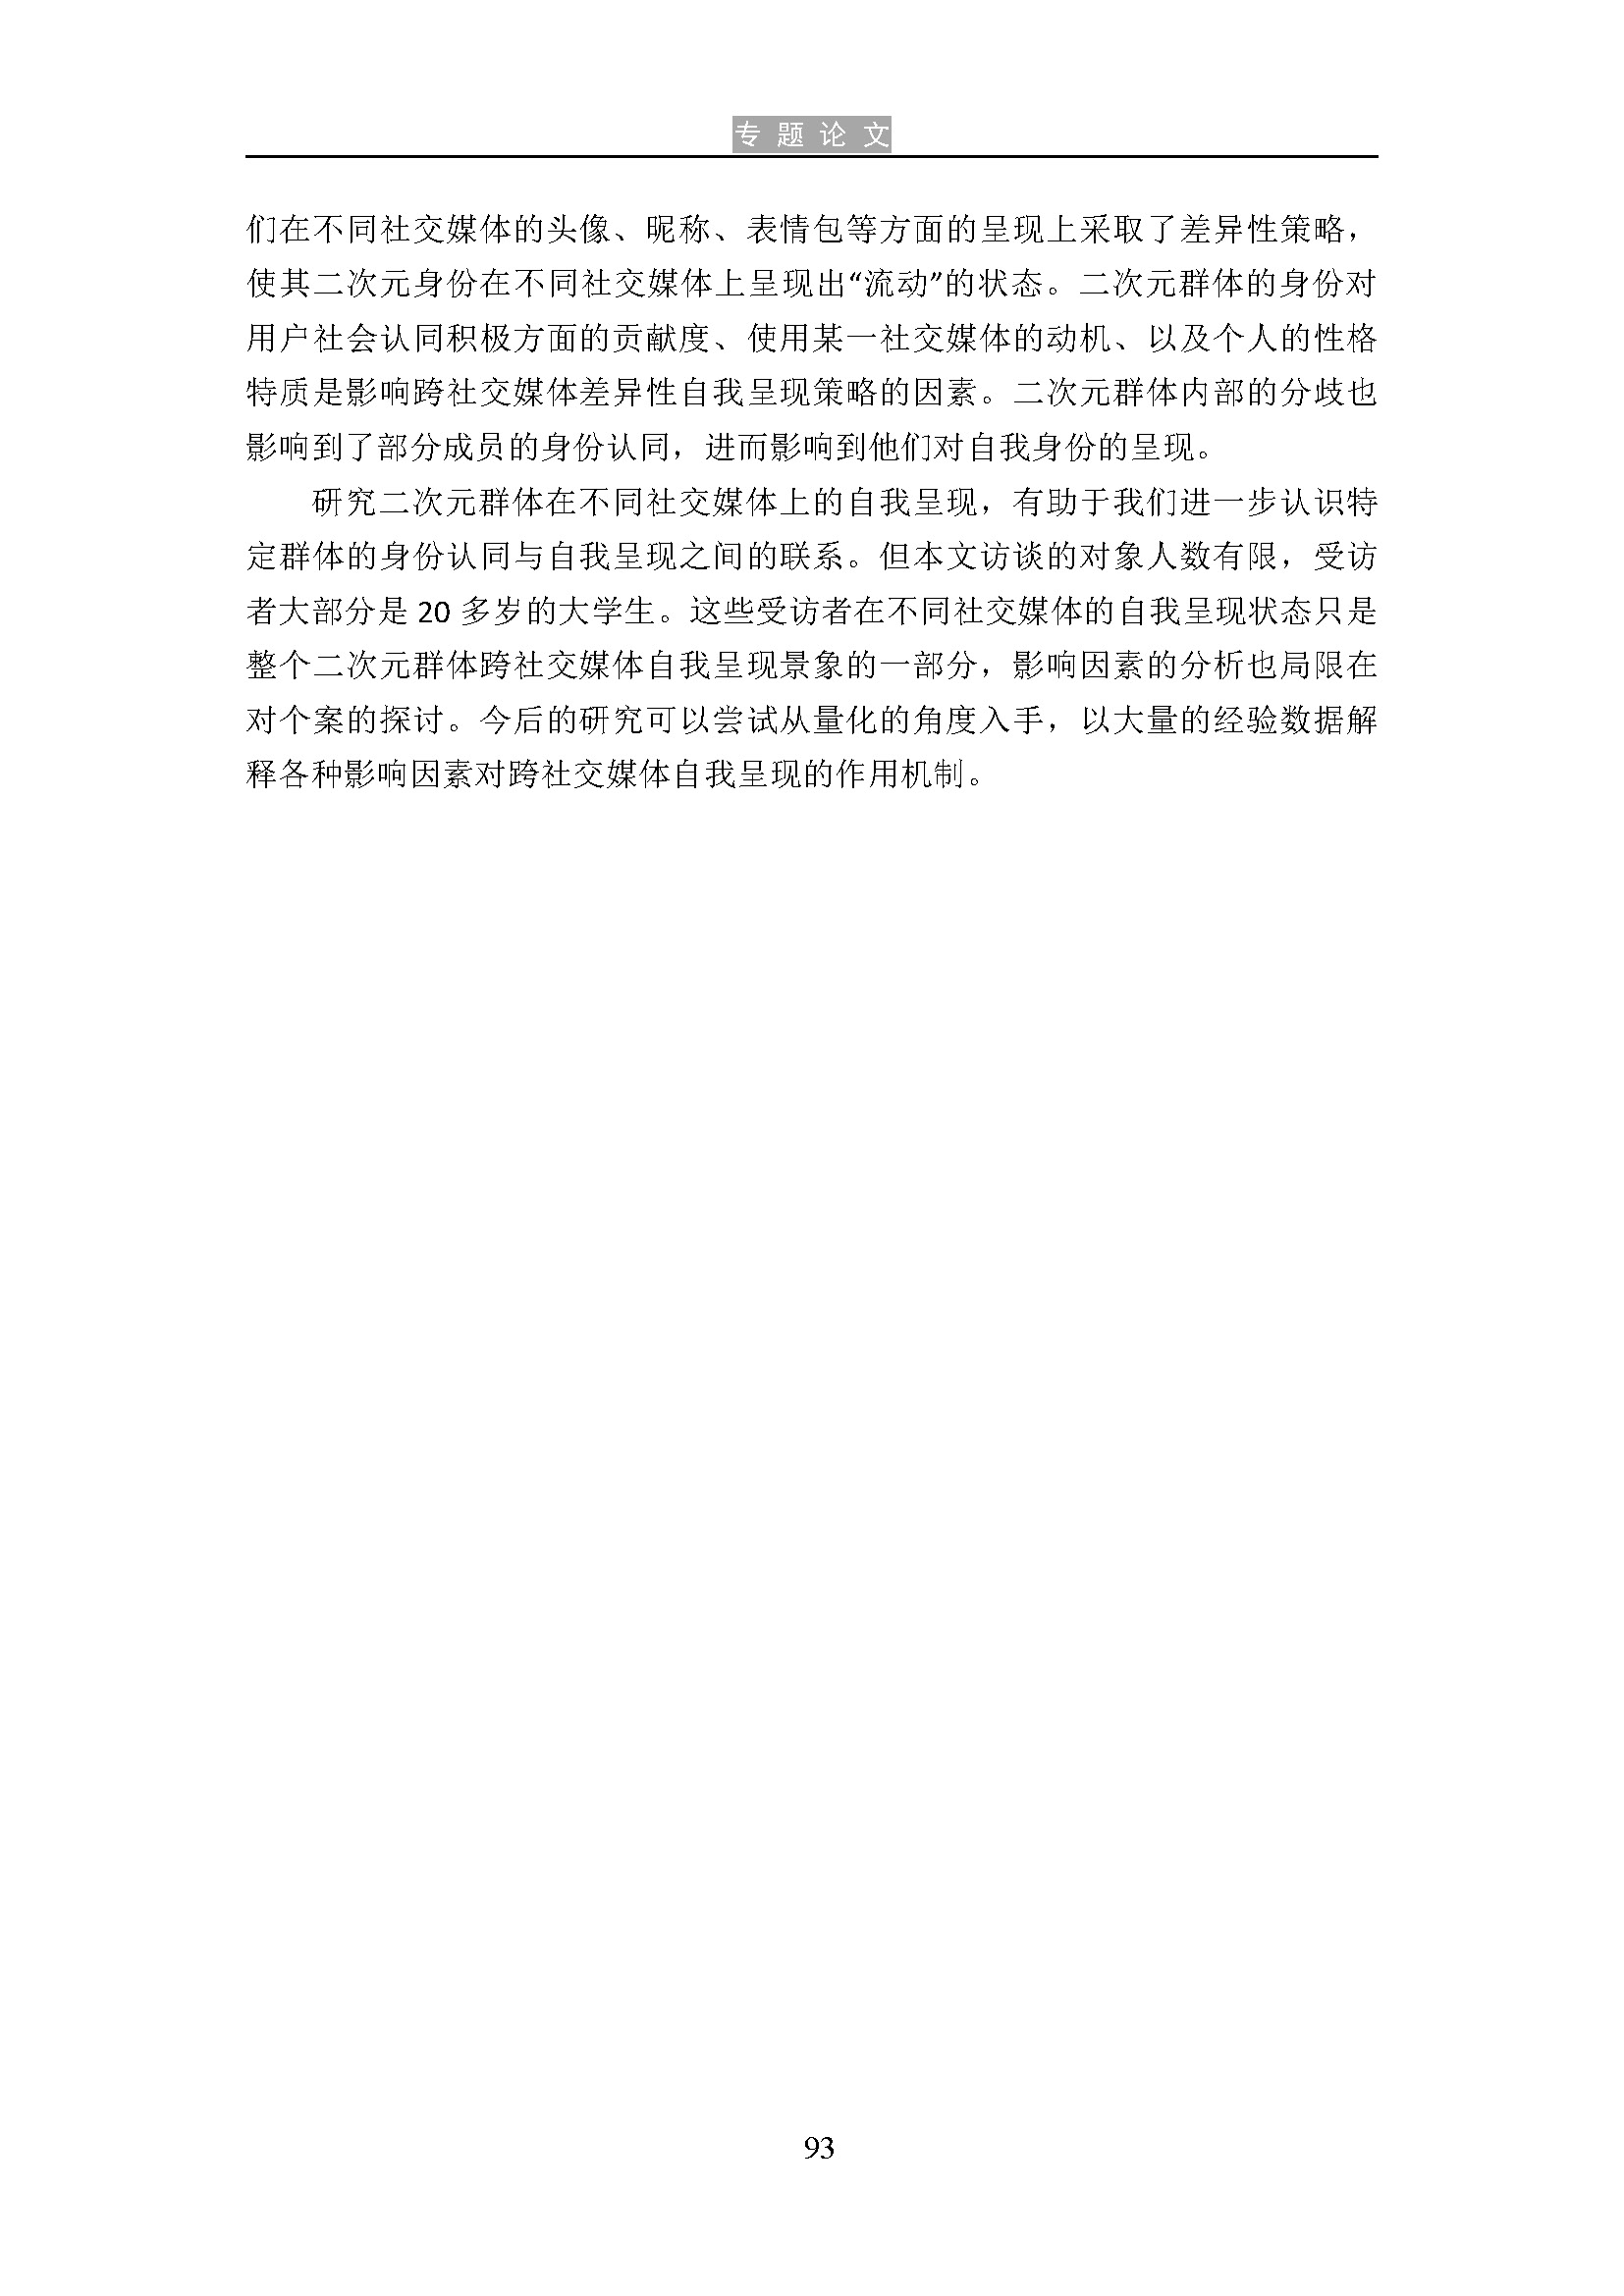 专 题 论 文
们在不同社交媒体的头像、昵称、表情包等方面的呈现上采取了差异性策略，
使其二次元身份在不同社交媒体上呈现出“流动”的状态。二次元群体的身份对
用户社会认同积极方面的贡献度、使用某一社交媒体的动机、以及个人的性格
特质是影响跨社交媒体差异性自我呈现策略的因素。二次元群体内部的分歧也
影响到了部分成员的身份认同，进而影响到他们对自我身份的呈现。
研究二次元群体在不同社交媒体上的自我呈现，有助于我们进一步认识特
定群体的身份认同与自我呈现之间的联系。但本文访谈的对象人数有限，受访
者大部分是 20 多岁的大学生。这些受访者在不同社交媒体的自我呈现状态只是
整个二次元群体跨社交媒体自我呈现景象的一部分，影响因素的分析也局限在
对个案的探讨。今后的研究可以尝试从量化的角度入手，以大量的经验数据解
释各种影响因素对跨社交媒体自我呈现的作用机制。
93